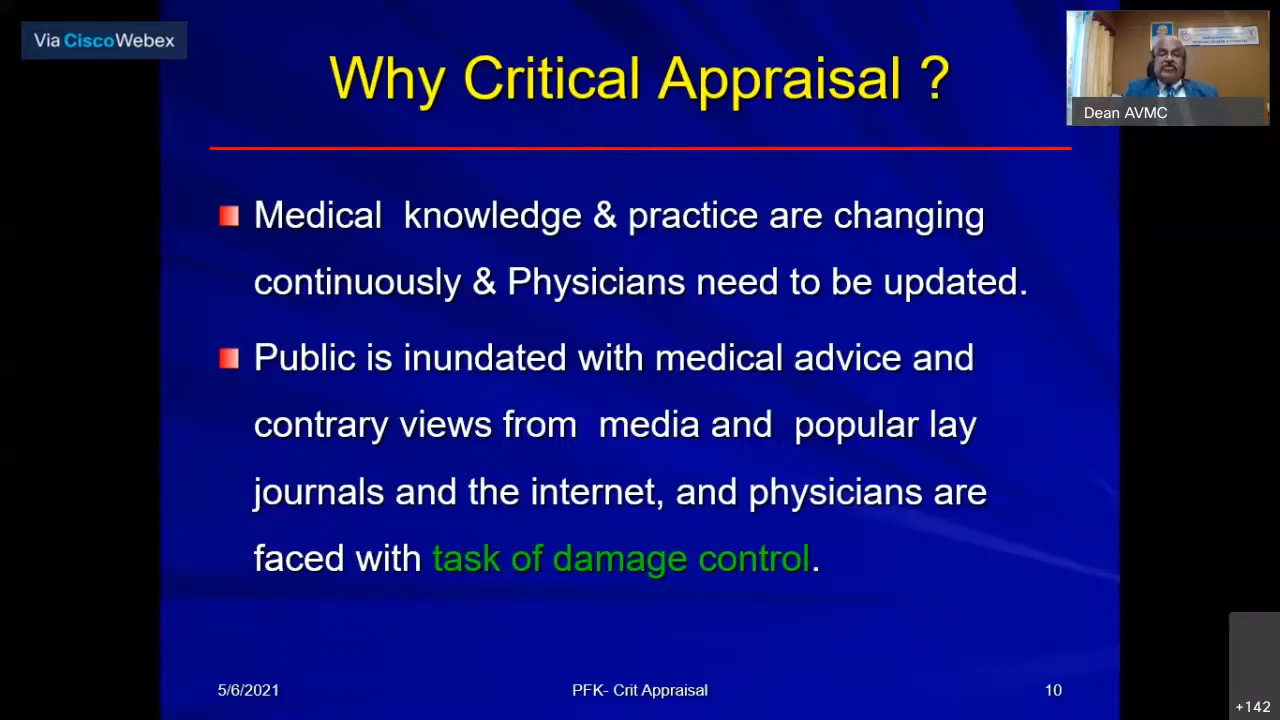 Via Cisco Webex
Why Critical Appraisal ?
Dean AVMC
Medical knowledge & practice are changing
continuously & Physicians need to be updated.
Public is inundated with medical advice and
contrary views from media and popular lay
journals and the internet, and physicians are
faced with task of damage control.
5/6/2021
PFK- Crit Appraisal
10
+142